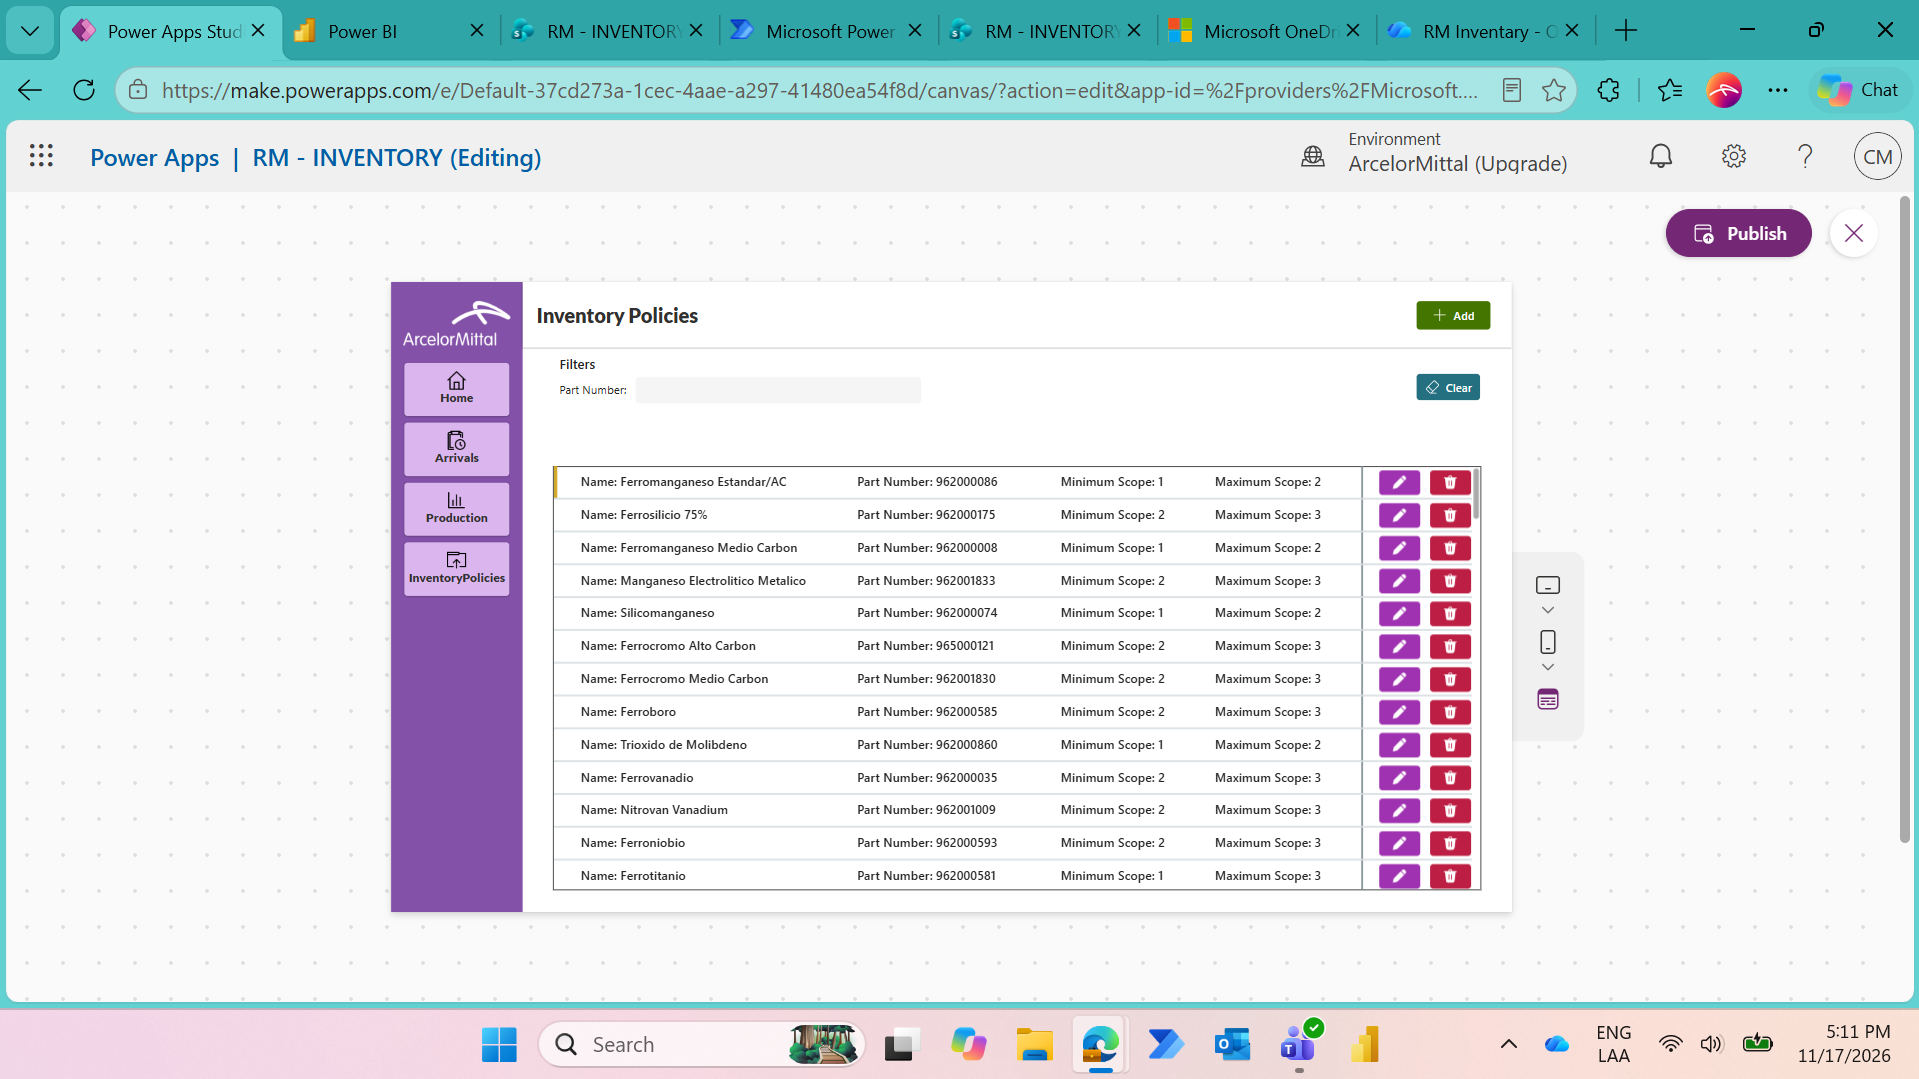 Power Apps Stud
Power BI
RM - INVENTORY
Microsoft Power
RM - INVENTORY
Microsoft OneDri
RM Inventary - O
https://make.powerapps.com/e/Default-37cd273a-1cec-4aae-a297-41480ea54f8d/canvas/?action=edit&app-id=%2Fproviders%2FMicrosoft....
Chat
Power Apps | RM - INVENTORY (Editing)
Environment
ArcelorMittal (Upgrade)
CM
Publish
ArcelorMittal
Home
Arrivals
Production
InventoryPolicies
Inventory Policies
Add
Filters
Part Number:
Clear
Name: Ferromanganeso Estandar/AC Part Number: 962000086 Minimum Scope: 1 Maximum Scope: 2
Name: Ferrosilicio 75% Part Number: 962000175 Minimum Scope: 2 Maximum Scope: 3
Name: Ferromanganeso Medio Carbon Part Number: 962000008 Minimum Scope: 1 Maximum Scope: 2
Name: Manganeso Electrolitico Metalico Part Number: 962001833 Minimum Scope: 2 Maximum Scope: 3
Name: Silicomanganeso Part Number: 962000074 Minimum Scope: 1 Maximum Scope: 2
Name: Ferrocromo Alto Carbon Part Number: 965000121 Minimum Scope: 2 Maximum Scope: 3
Name: Ferrocromo Medio Carbon Part Number: 962001830 Minimum Scope: 2 Maximum Scope: 3
Name: Ferroboro Part Number: 962000585 Minimum Scope: 2 Maximum Scope: 3
Name: Trioxido de Molibdeno Part Number: 962000860 Minimum Scope: 1 Maximum Scope: 2
Name: Ferrovanadio Part Number: 962000035 Minimum Scope: 2 Maximum Scope: 3
Name: Nitrovan Vanadium Part Number: 962001009 Minimum Scope: 2 Maximum Scope: 3
Name: Ferroniobio Part Number: 962000593 Minimum Scope: 2 Maximum Scope: 3
Name: Ferrotitanio Part Number: 962000581 Minimum Scope: 1 Maximum Scope: 3
Search
ENG
LAA
5:11 PM
11/17/2026